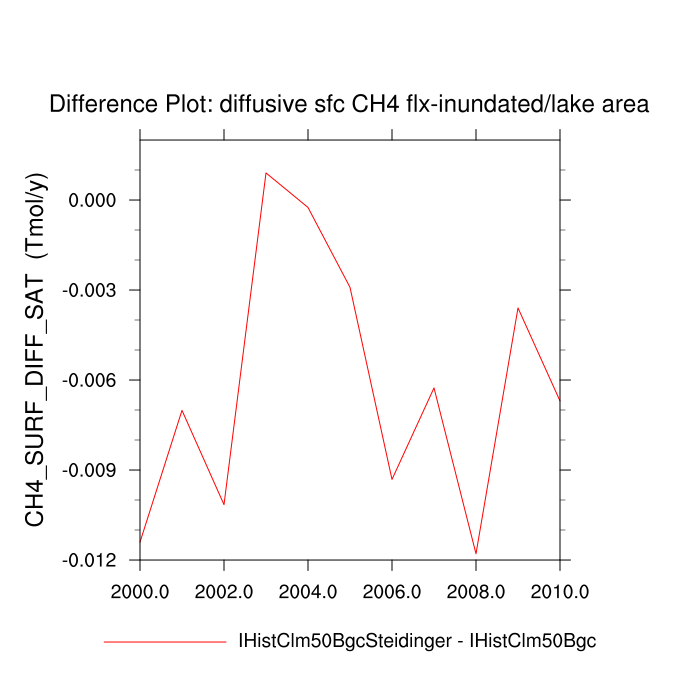 Difference Plot: diffusive sfc CH4 flx-inundated/lake area
CH4_SURF_DIFF_SAT (Tmol/y)
0.000
-0.003
-0.006
-0.009
-0.012
2000.0 2002.0 2004.0 2006.0 2008.0 2010.0
IHistClm50BgcSteidinger - IHistClm50Bgc